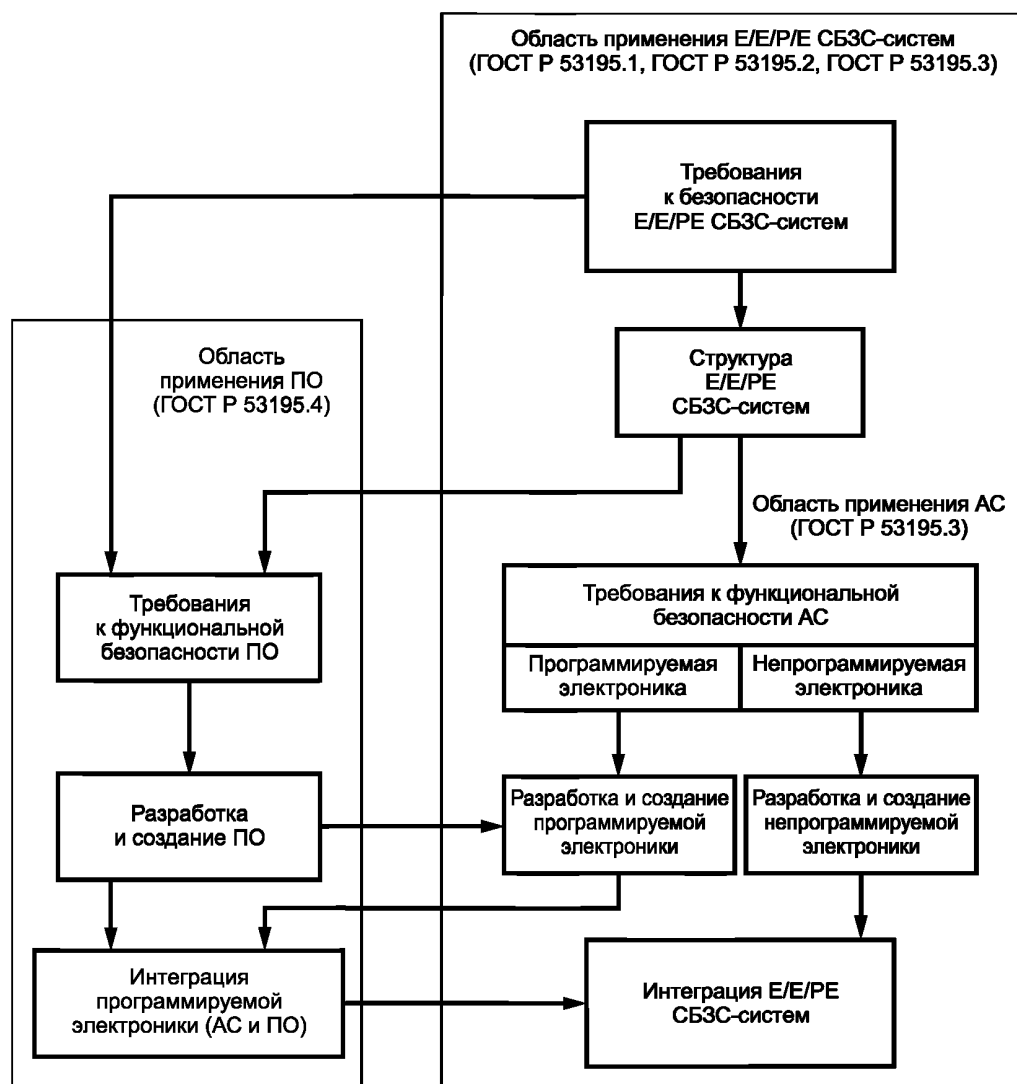 Область применения Е/Е/Р/Е СБЗС-систем
(ГОСТ Р 53195.1, ГОСТ Р 53195.2, ГОСТ Р 53195.3)
Требования
к безопасности
Е/Е/РЕ СБЗС-систем
Область
применения ПО
(ГОСТ Р 53195.4)
Структура
Е/Е/РЕ
СБЗС-систем
Область применения АС
(ГОСТ Р 53195.3)
Требования
к функциональной
безопасности ПО
Требования к функциональной
безопасности АС
Программируемая
электроника
Непрограммируемая
электроника
Разработка
и создание ПО
Разработка и создание
программируемой
электроники
Разработка и создание
непрограммируемой
электроники
Интеграция
программируемой
электроники (АС и ПО)
Интеграция Е/Е/РЕ
СБЗС-систем